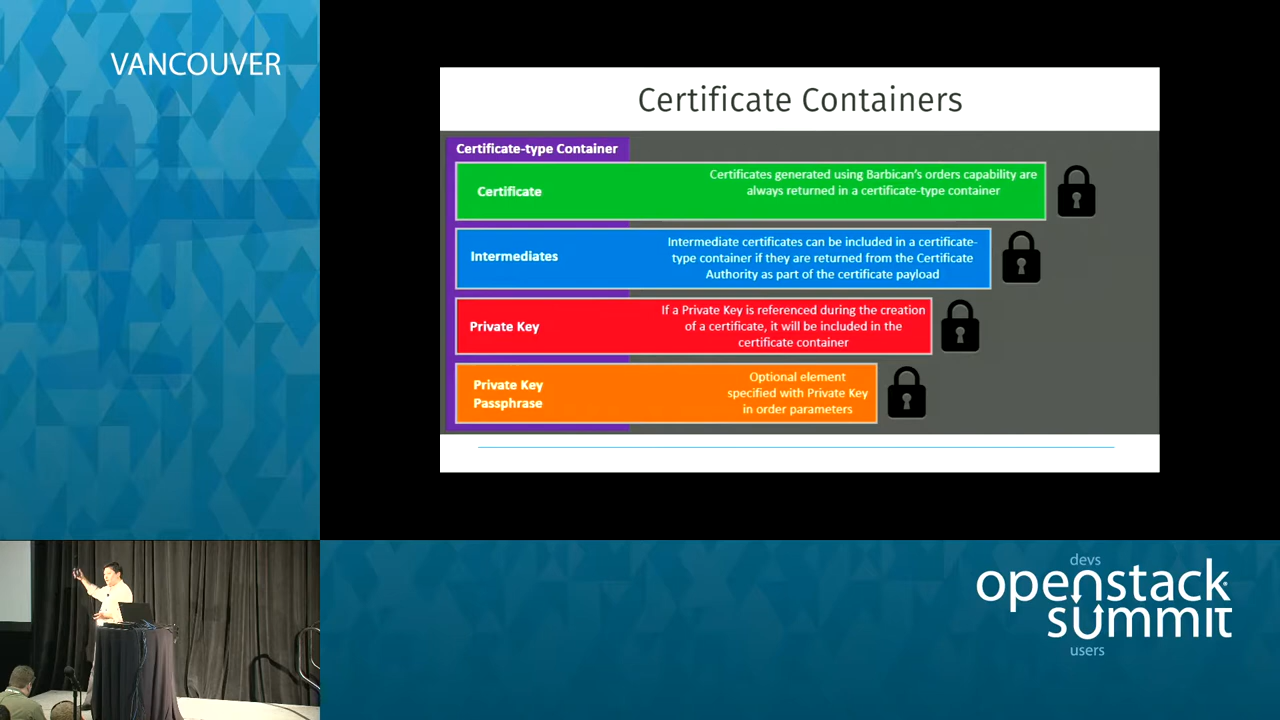 VANCOUVER
Certificate Containers
Certificate-type Container
Certificate
Certificates generated using Barbican's orders capability are
always returned in a certificate-type container
Intermediates
Intermediate certificates can be included in a certificate-
type container if they are returned from the Certificate
Authority as part of the certificate payload
Private Key
If a Private Key is referenced during the creation
of a certificate, it will be included in the
certificate container
Private Key
Passphrase
Optional element
specified with Private Key
in order parameters
devs
openstack
summit
users